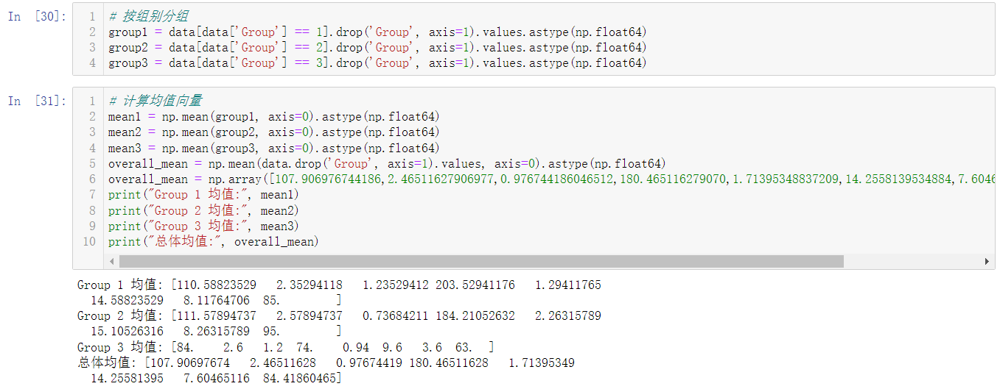 In [30]:
1 # 按组别分组
2 group1 = data[data['Group'] == 1].drop('Group', axis=1).values.astype(np.float64)
3 group2 = data[data['Group'] == 2].drop('Group', axis=1).values.astype(np.float64)
4 group3 = data[data['Group'] == 3].drop('Group', axis=1).values.astype(np.float64)
In [31]:
1 # 计算均值向量
2 mean1 = np.mean(group1, axis=0).astype(np.float64)
3 mean2 = np.mean(group2, axis=0).astype(np.float64)
4 mean3 = np.mean(group3, axis=0).astype(np.float64)
5 overall_mean = np.mean(data.drop('Group', axis=1).values, axis=0).astype(np.float64)
6 overall_mean = np.array([107.906976744186,2.46511627906977,0.976744186046512,180.465116279070,1.71395348837209,14.2558139534884,7.6046
7 print("Group 1 均值:", mean1)
8 print("Group 2 均值:", mean2)
9 print("Group 3 均值:", mean3)
10 print("总体均值:", overall_mean)
Group 1 均值: [110.58823529   2.35294118   1.23529412 203.52941176   1.29411765
  14.58823529   8.11764706  85.        ]
Group 2 均值: [111.57894737   2.57894737   0.73684211 184.21052632   2.26315789
  15.10526316   8.26315789  95.        ]
Group 3 均值: [84.    2.6   1.2  74.    0.94  9.6   3.6  63.  ]
总体均值: [107.90697674   2.46511628   0.97674419 180.46511628   1.71395349
  14.25581395   7.60465116  84.41860465]